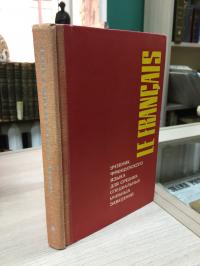 LE FRANÇAIS
УЧЕБНИК
ФРАНЦУЗСКОГО
ЯЗЫКА
ДЛЯ СРЕДНИХ
СПЕЦИАЛЬНЫХ
УЧЕБНЫХ
ЗАВЕДЕНИЙ